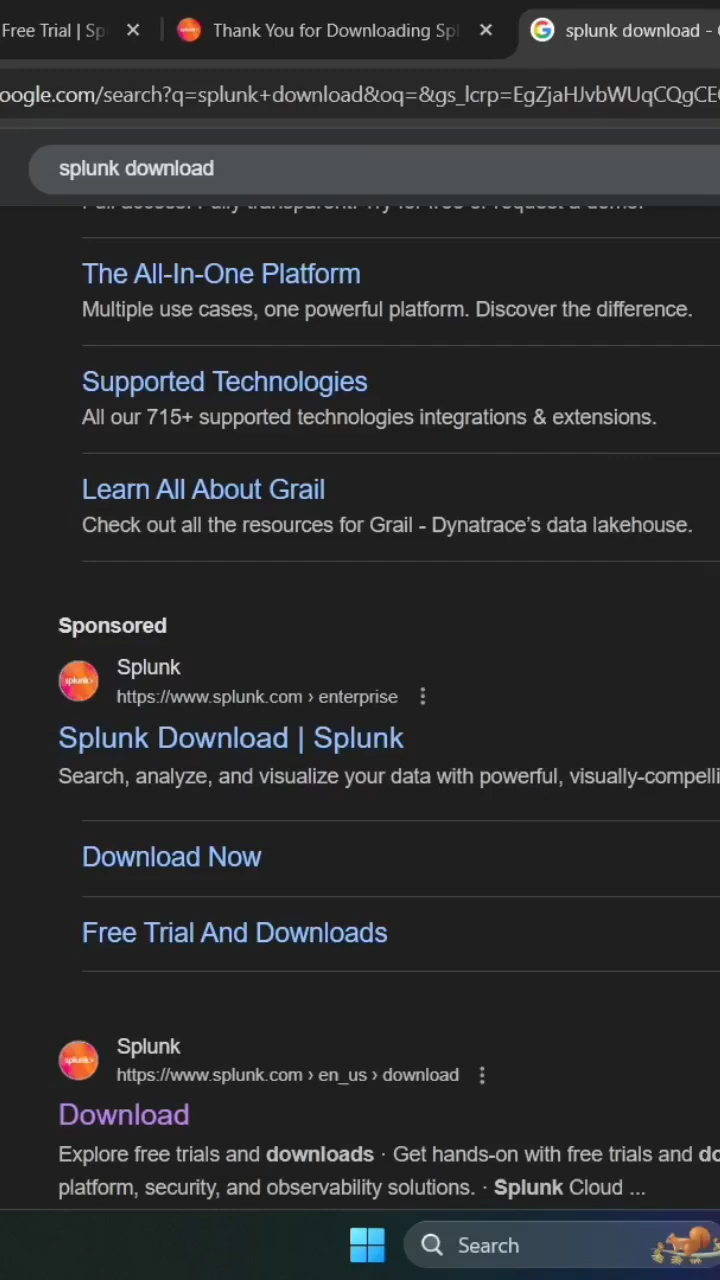 Free Trial | Sp
Thank You for Downloading Spl
splunk download -
oogle.com/search?q=splunk+download&oq=&gs_lcrp=EgZjaHJvbWUqCQgCE
splunk download
The All-In-One Platform
Multiple use cases, one powerful platform. Discover the difference.
Supported Technologies
All our 715+ supported technologies integrations & extensions.
Learn All About Grail
Check out all the resources for Grail - Dynatrace's data lakehouse.
Sponsored
splunk>
Splunk
https://www.splunk.com › enterprise
Splunk Download | Splunk
Search, analyze, and visualize your data with powerful, visually-compelli
Download Now
Free Trial And Downloads
splunk>
Splunk
https://www.splunk.com › en_us › download
Download
Explore free trials and downloads · Get hands-on with free trials and do
platform, security, and observability solutions. · Splunk Cloud ...
Search